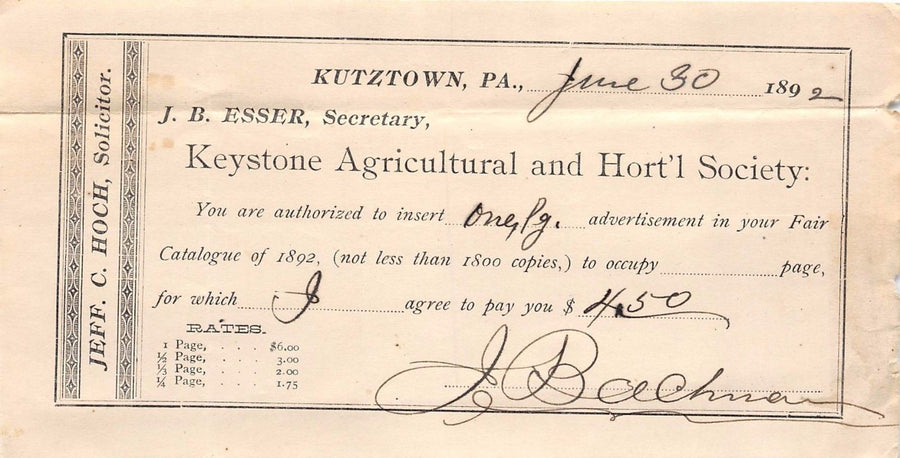 KUTZTOWN, PA., June 30 1892
J. B. ESSER, Secretary,
Keystone Agricultural and Hort'l Society:
You are authorized to insert one pg. advertisement in your Fair
Catalogue of 1892, (not less than 1800 copies,) to occupy page,
for which I agree to pay you $ 4.50
RATES.
1 Page, . . . $6.00
½ Page, . . . 3.00
⅓ Page, . . . 2.00
¼ Page, . . . 1.75
J Bachman
JEFF. C. HOCH, Solicitor.